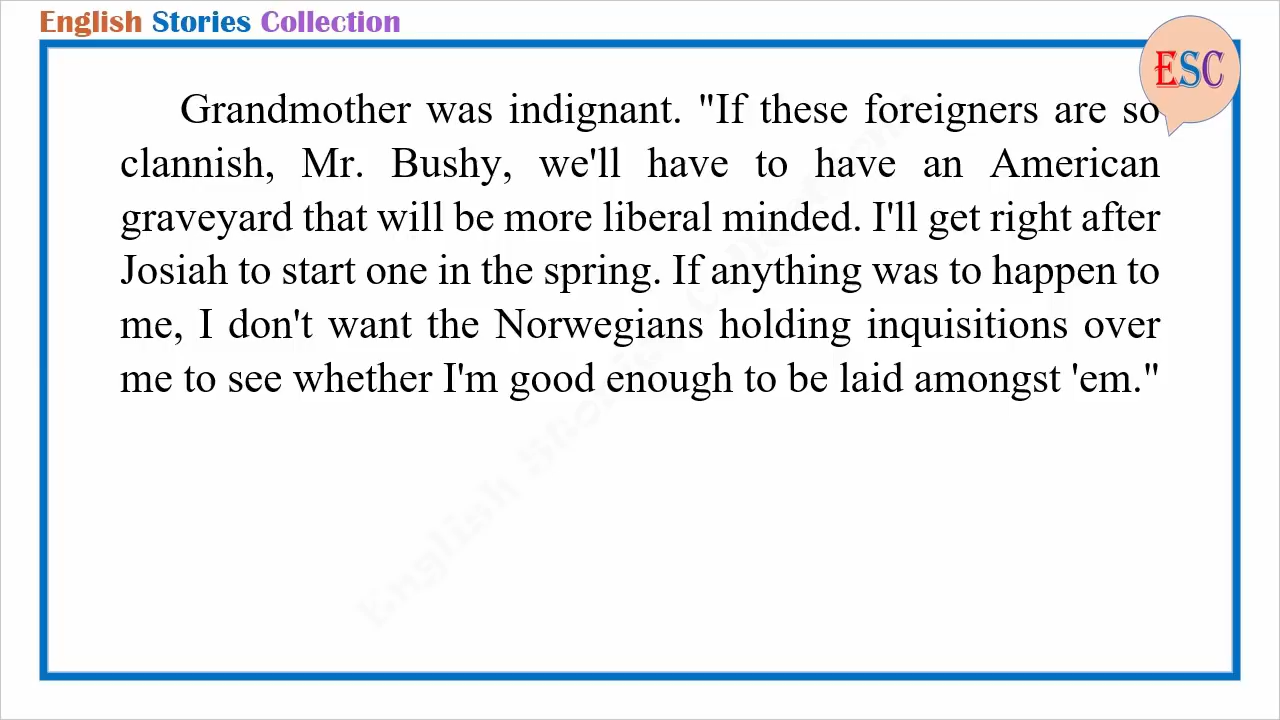 English Stories Collection
ESC
Grandmother was indignant. "If these foreigners are so
clannish, Mr. Bushy, we'll have to have an American
graveyard that will be more liberal minded. I'll get right after
Josiah to start one in the spring. If anything was to happen to
me, I don't want the Norwegians holding inquisitions over
me to see whether I'm good enough to be laid amongst 'em."